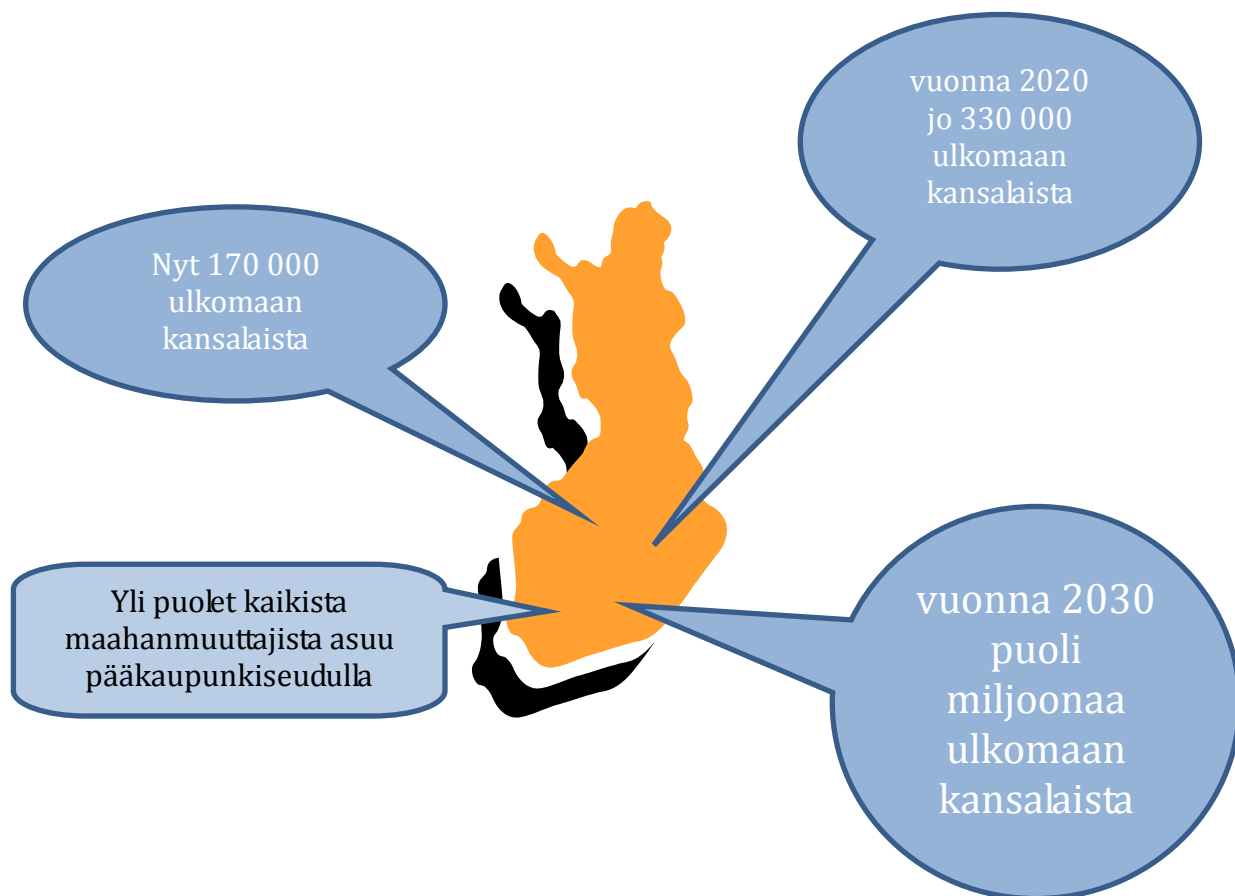 vuonna 2020
jo 330 000
ulkomaan
kansalaista
Nyt 170 000
ulkomaan
kansalaista
Yli puolet kaikista
maahanmuuttajista asuu
pääkaupunkiseudulla
vuonna 2030
puoli
miljoonaa
ulkomaan
kansalaista